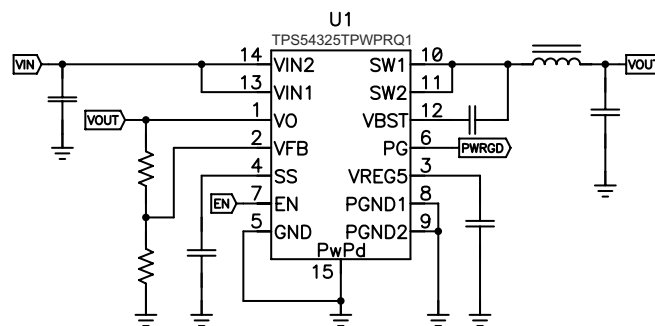 U1
TPS54325TPWPRQ1
VIN 14 VIN2 SW1 10 VOUT
13 VIN1 SW2 11
VOUT 1 VO VBST 12
2 VFB PG 6 PWRGD
4 SS VREG5 3
EN 7 EN PGND1 8
5 GND PGND2 9
PwPd
15